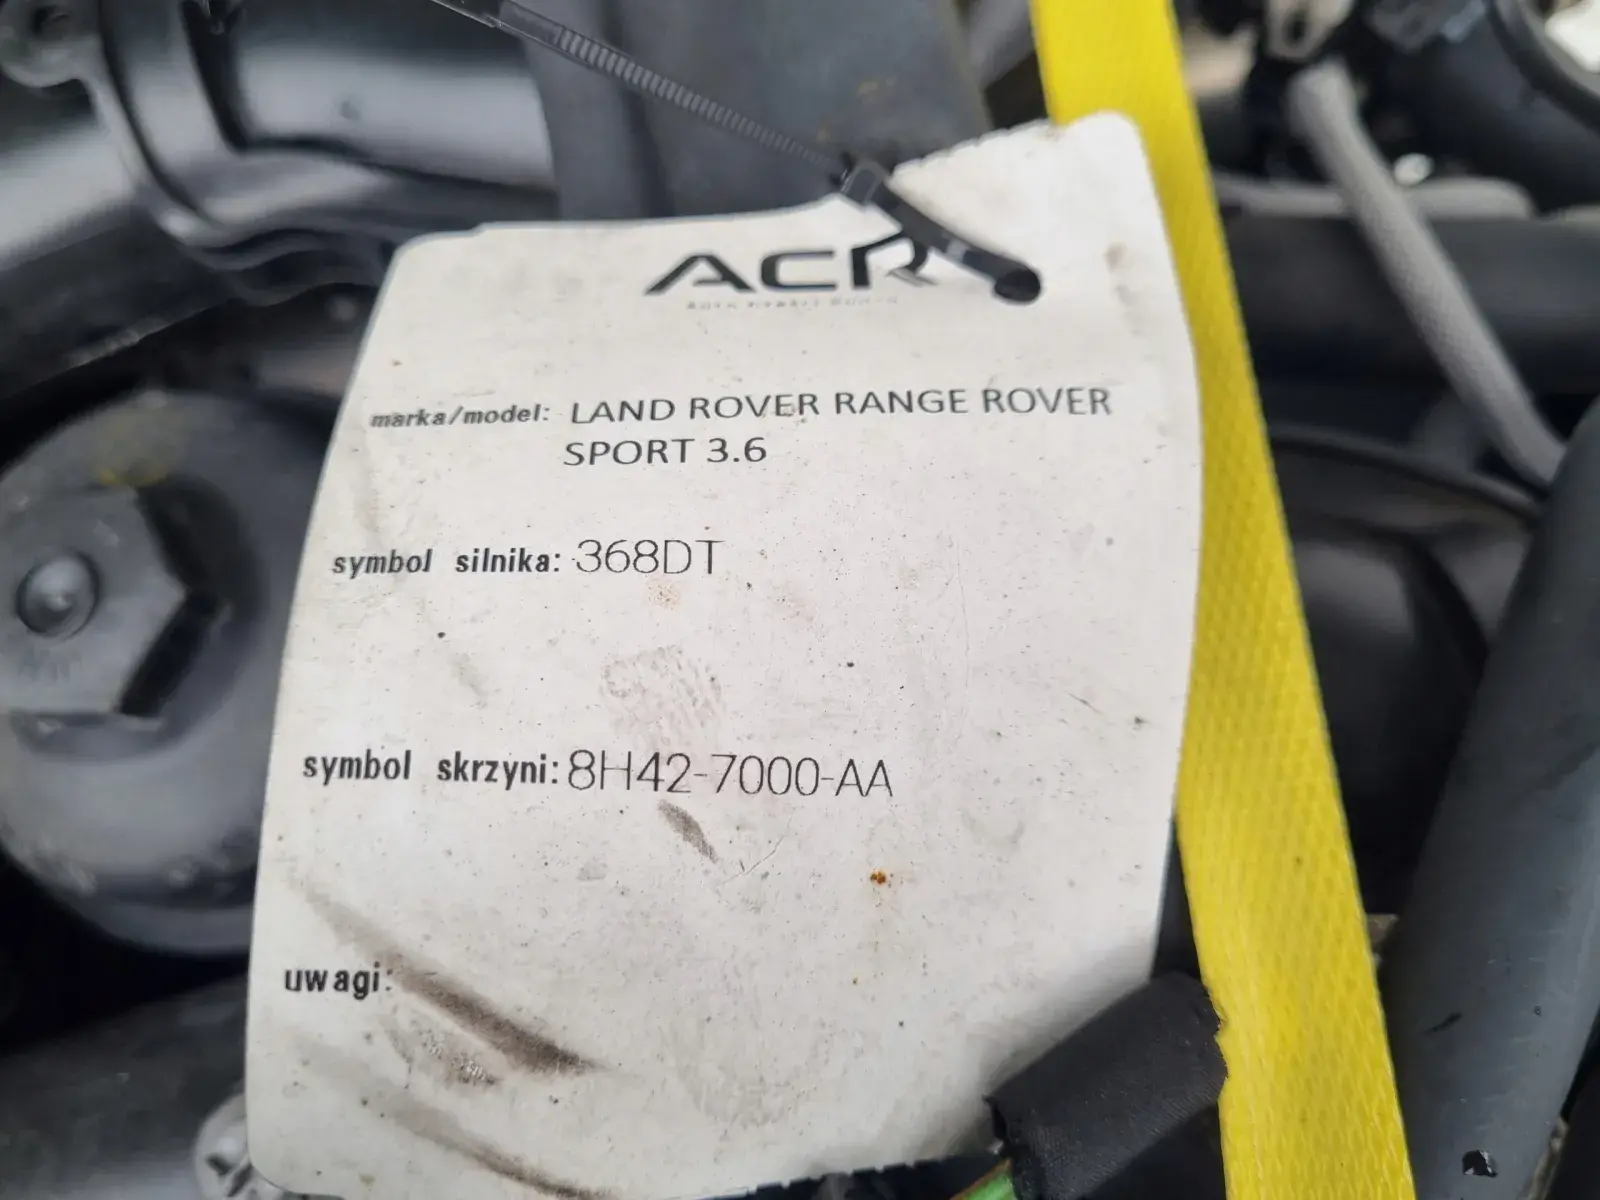 ACR
marka/model: LAND ROVER RANGE ROVER
SPORT 3.6
symbol silnika: 368DT
symbol skrzyni: 8H42-7000-AA
uwagi: